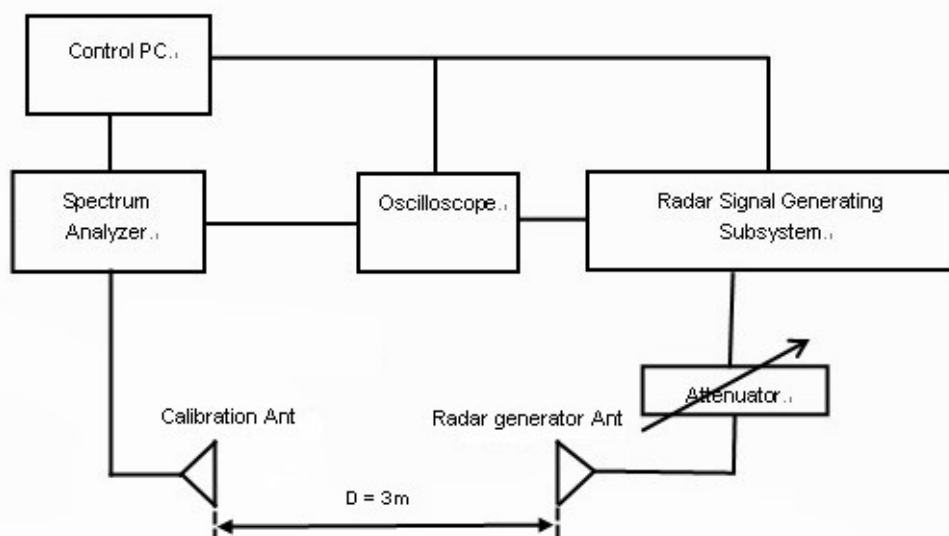 Control PC.
Spectrum
Analyzer.
Oscilloscope.
Radar Signal Generating
Subsystem.
Attenuator.
Calibration Ant
Radar generator Ant
D = 3m